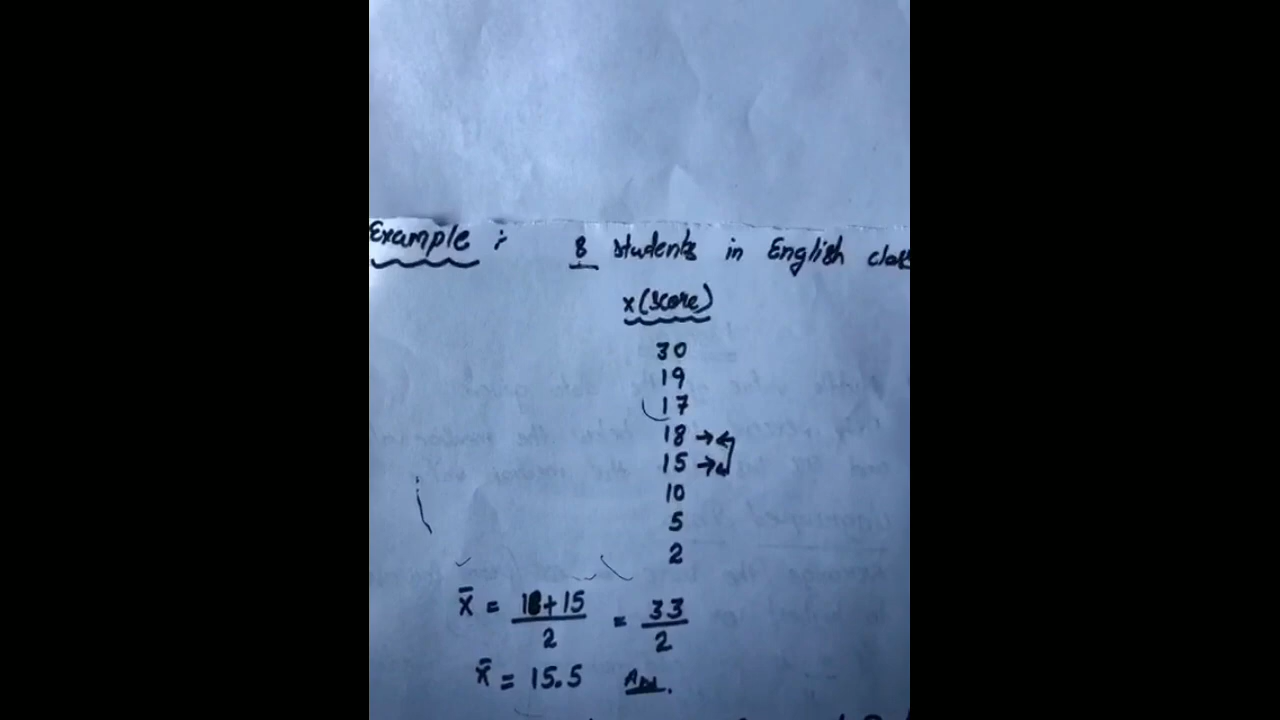 Example :- 8 students in English class
x (score)
30
19
17
18
15
10
5
2
x̄ = 18+15 / 2 = 33 / 2
x̄ = 15.5 Ans.